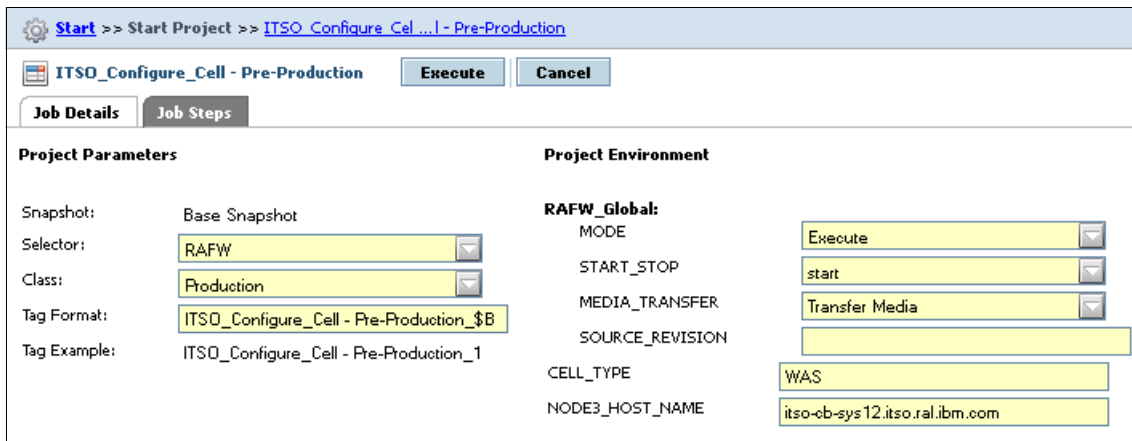 Start >> Start Project >> ITSO_Configure_Cel ...l - Pre-Production
ITSO_Configure_Cell - Pre-Production Execute Cancel
Job Details Job Steps
Project Parameters
Snapshot: Base Snapshot
Selector: RAFW
Class: Production
Tag Format: ITSO_Configure_Cell - Pre-Production_$B
Tag Example: ITSO_Configure_Cell - Pre-Production_1
Project Environment
RAFW_Global:
MODE Execute
START_STOP start
MEDIA_TRANSFER Transfer Media
SOURCE_REVISION
CELL_TYPE WAS
NODE3_HOST_NAME itso-cb-sys12.itso.ral.ibm.com